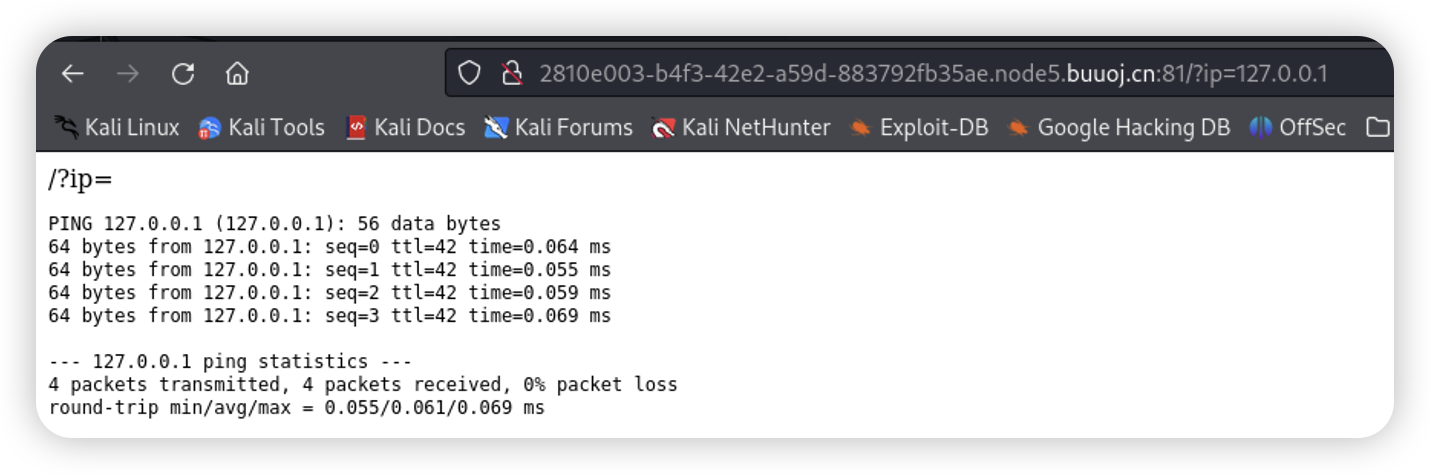 2810e003-b4f3-42e2-a59d-883792fb35ae.node5.buuoj.cn:81/?ip=127.0.0.1
Kali Linux Kali Tools Kali Docs Kali Forums Kali NetHunter Exploit-DB Google Hacking DB OffSec
/?ip=
PING 127.0.0.1 (127.0.0.1): 56 data bytes
64 bytes from 127.0.0.1: seq=0 ttl=42 time=0.064 ms
64 bytes from 127.0.0.1: seq=1 ttl=42 time=0.055 ms
64 bytes from 127.0.0.1: seq=2 ttl=42 time=0.059 ms
64 bytes from 127.0.0.1: seq=3 ttl=42 time=0.069 ms
--- 127.0.0.1 ping statistics ---
4 packets transmitted, 4 packets received, 0% packet loss
round-trip min/avg/max = 0.055/0.061/0.069 ms